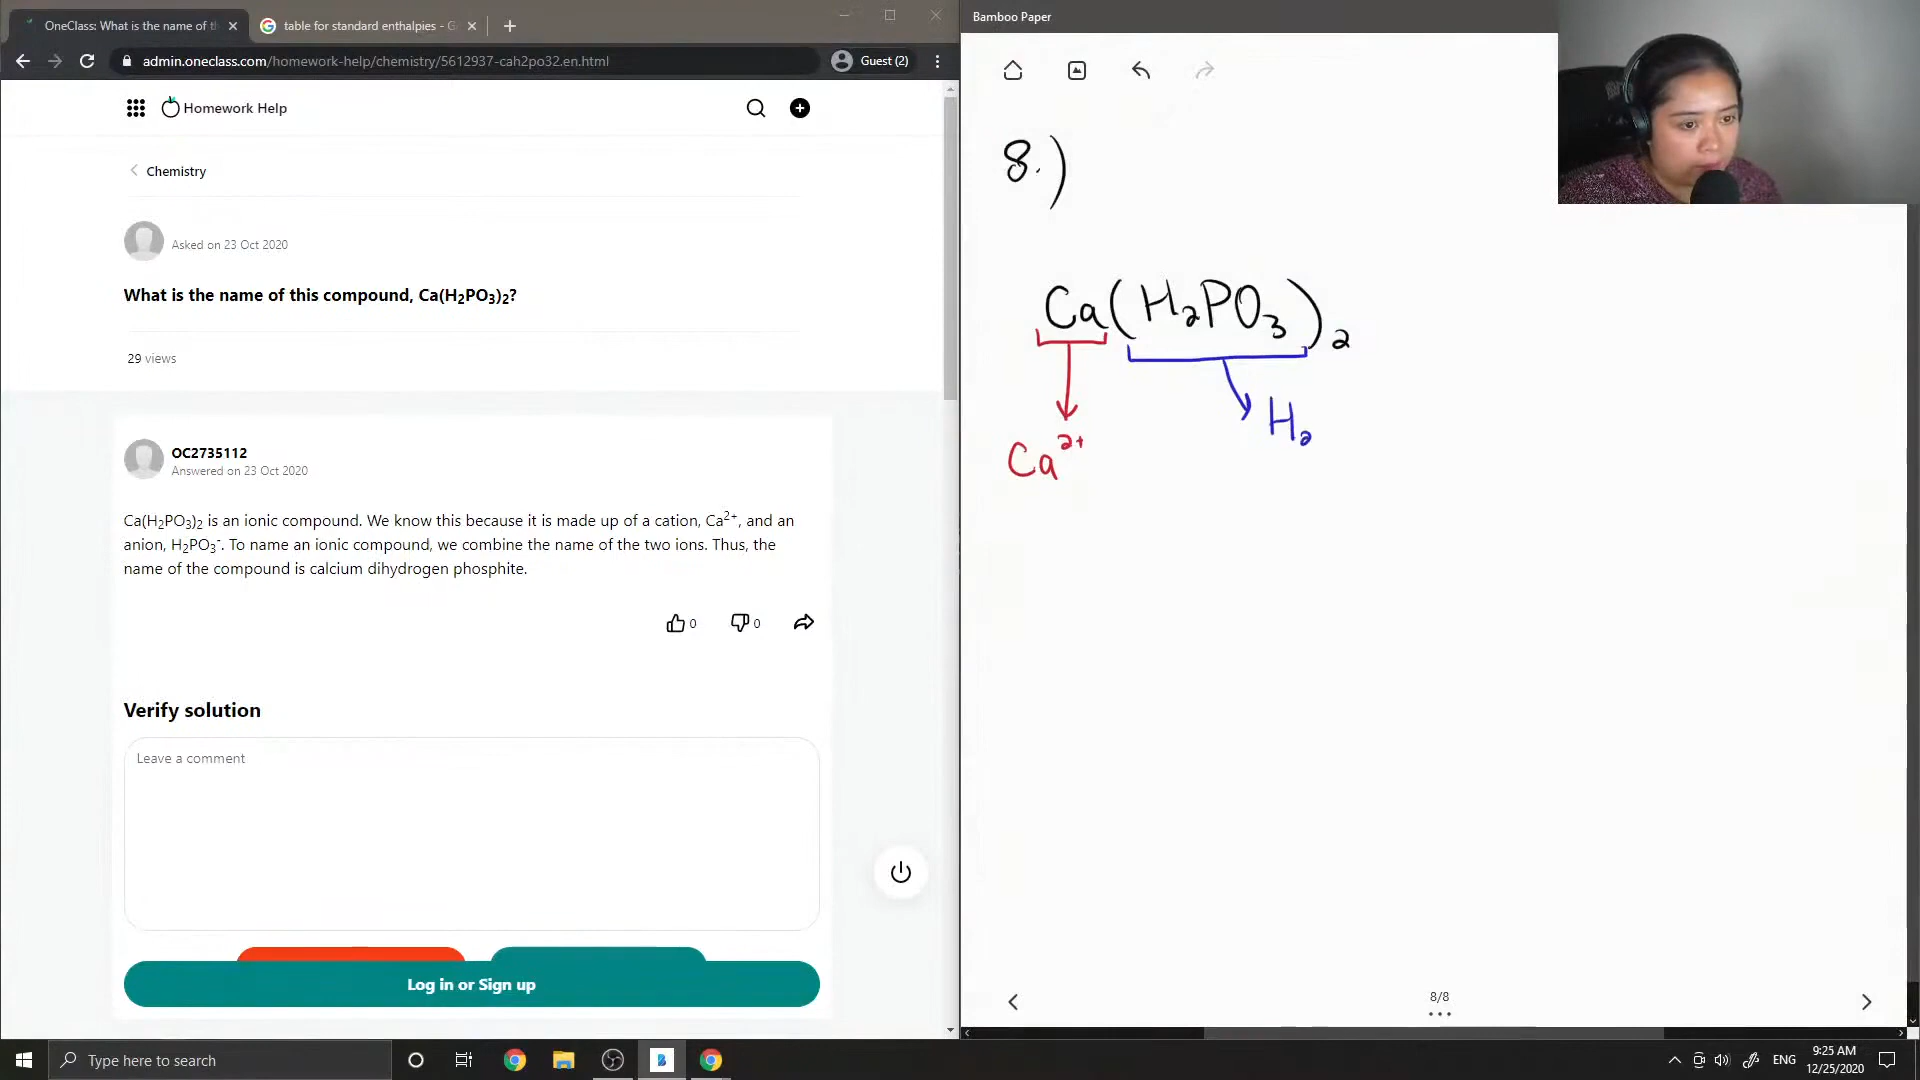 OneClass: What is the name of t
table for standard enthalpies - G
admin.oneclass.com/homework-help/chemistry/5612937-cah2po32.en.html
Guest (2)
Homework Help
Chemistry
Asked on 23 Oct 2020
What is the name of this compound, Ca(H₂PO₃)₂?
29 views
OC2735112
Answered on 23 Oct 2020
Ca(H₂PO₃)₂ is an ionic compound. We know this because it is made up of a cation, Ca²⁺, and an
anion, H₂PO₃⁻. To name an ionic compound, we combine the name of the two ions. Thus, the
name of the compound is calcium dihydrogen phosphite.
0
0
Verify solution
Leave a comment
Log in or Sign up
Bamboo Paper
8.)
Ca(H₂PO₃)₂
Ca²⁺
H₂
8/8
Type here to search
ENG
9:25 AM
12/25/2020